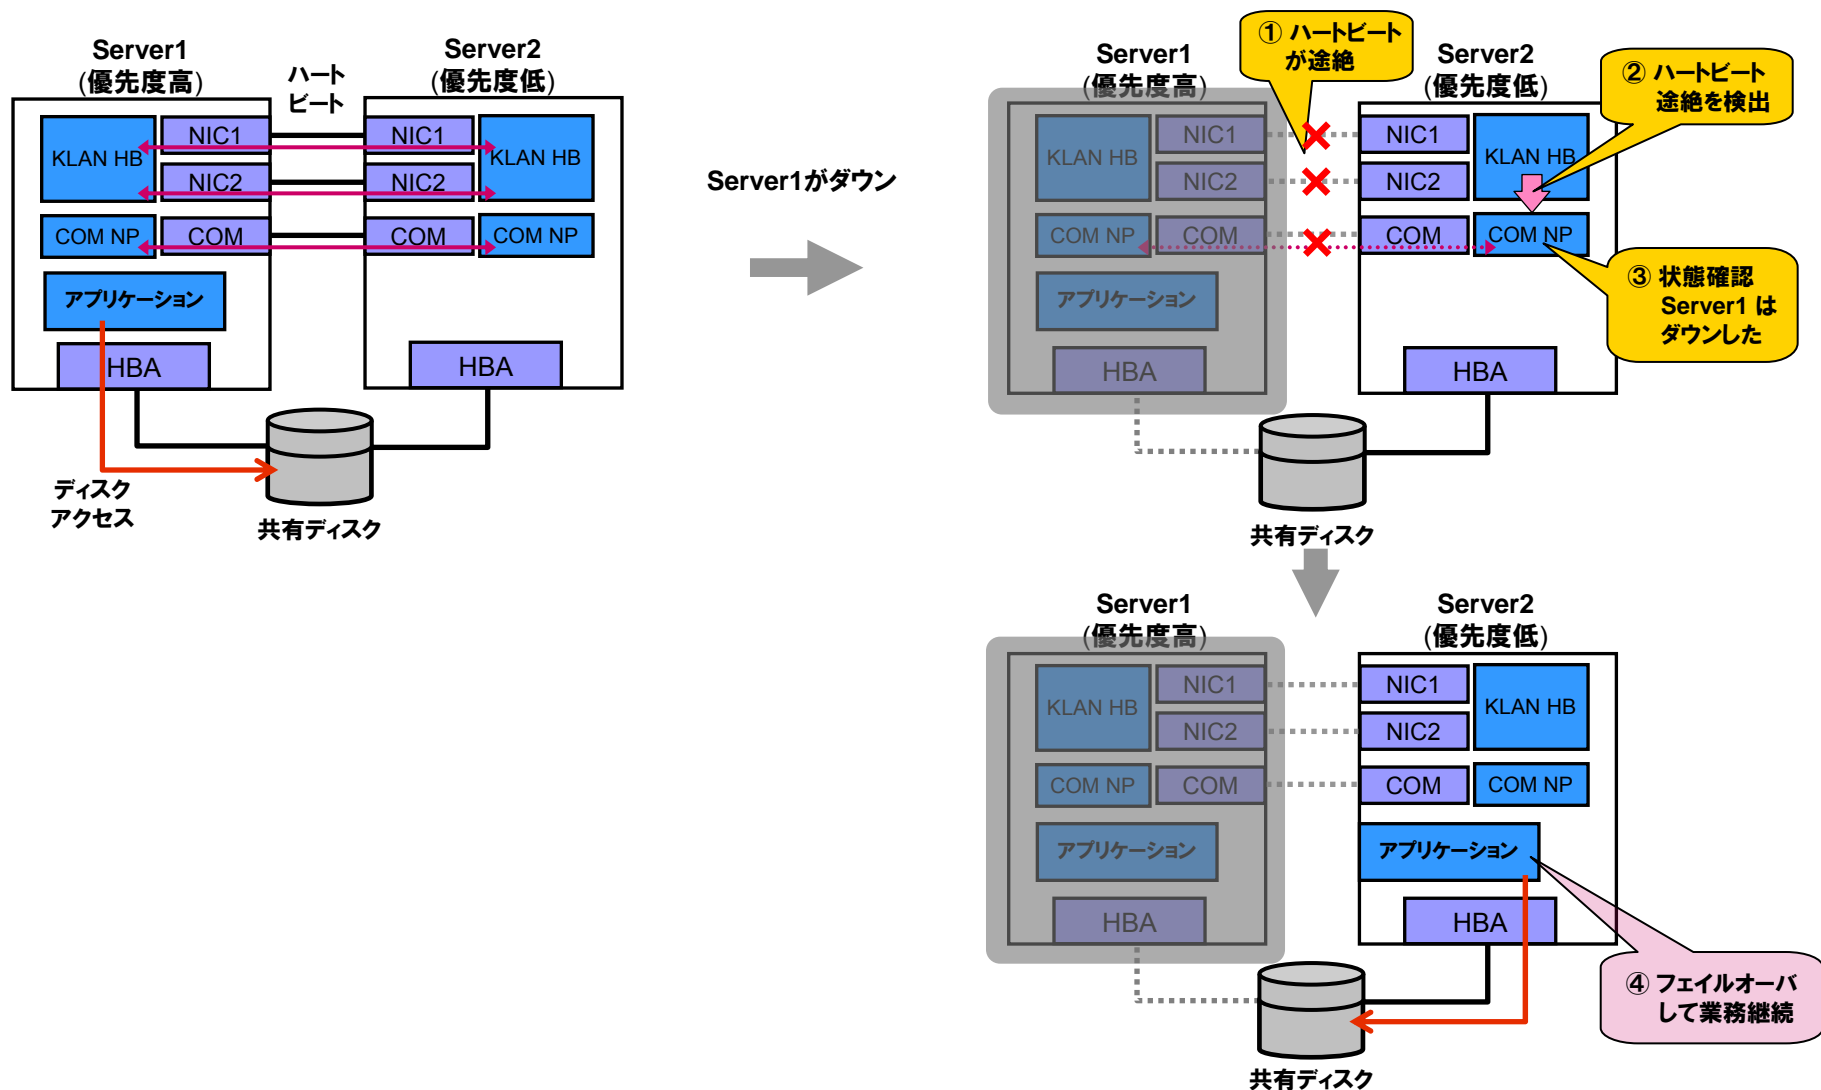 Server1
(優先度高)
ハート
ビート
Server2
(優先度低)
KLAN HB
NIC1
NIC2
COM NP
COM
アプリケーション
HBA
NIC1
NIC2
KLAN HB
COM
COM NP
HBA
ディスク
アクセス
共有ディスク
Server1がダウン
Server1
(優先度高)
① ハートビート
が途絶
Server2
(優先度低)
② ハートビート
途絶を検出
KLAN HB
NIC1
NIC2
COM NP
COM
アプリケーション
HBA
NIC1
NIC2
KLAN HB
COM
COM NP
③ 状態確認
Server1 は
ダウンした
HBA
共有ディスク
Server1
(優先度高)
Server2
(優先度低)
KLAN HB
NIC1
NIC2
COM NP
COM
アプリケーション
HBA
NIC1
NIC2
KLAN HB
COM
COM NP
アプリケーション
HBA
④ フェイルオーバ
して業務継続
共有ディスク